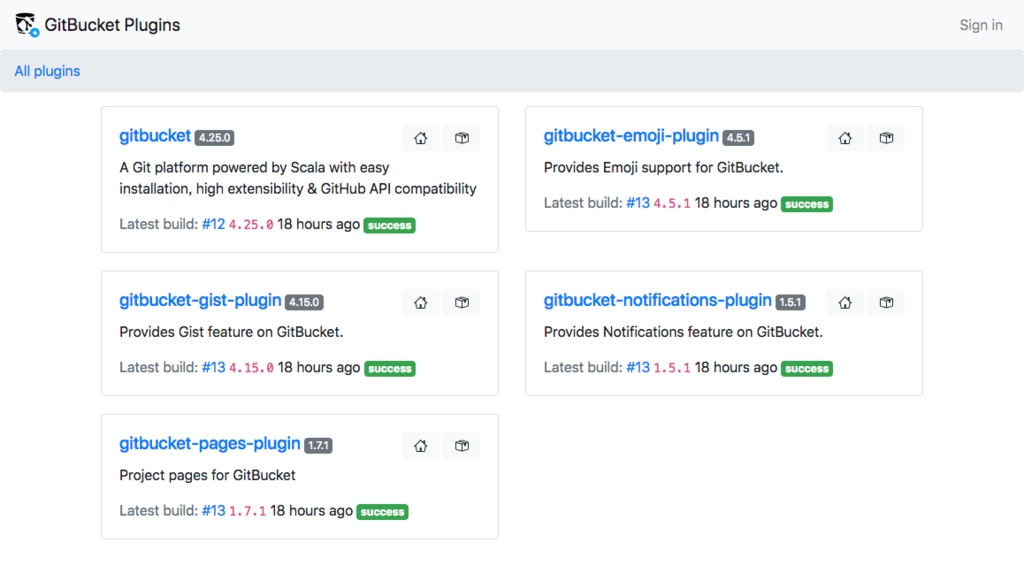 GitBucket Plugins
Sign in
All plugins
gitbucket 4.25.0
A Git platform powered by Scala with easy
installation, high extensibility & GitHub API compatibility
Latest build: #12 4.25.0 18 hours ago success
gitbucket-emoji-plugin 4.5.1
Provides Emoji support for GitBucket.
Latest build: #13 4.5.1 18 hours ago success
gitbucket-gist-plugin 4.15.0
Provides Gist feature on GitBucket.
Latest build: #13 4.15.0 18 hours ago success
gitbucket-notifications-plugin 1.5.1
Provides Notifications feature on GitBucket.
Latest build: #13 1.5.1 18 hours ago success
gitbucket-pages-plugin 1.7.1
Project pages for GitBucket
Latest build: #13 1.7.1 18 hours ago success